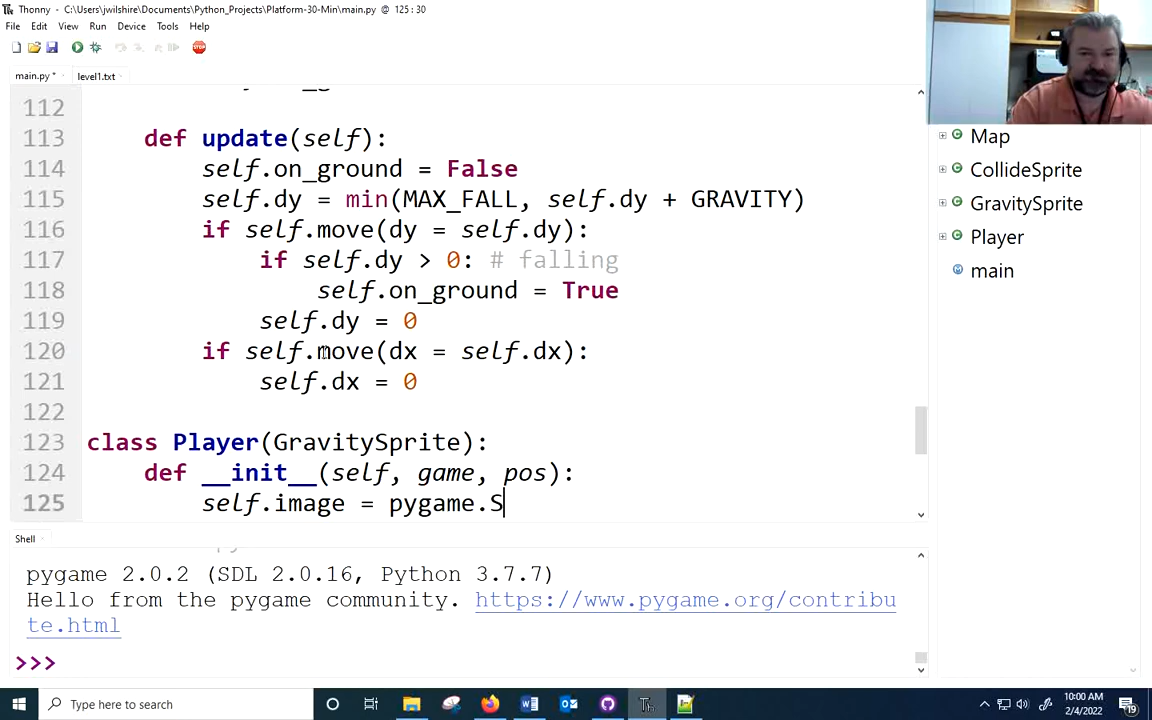 Thonny - C:\Users\jwilshire\Documents\Python_Projects\Platform-30-Min\main.py @ 125 : 30
File Edit View Run Device Tools Help
STOP
main.py * level1.txt
112
113 def update(self):
114 self.on_ground = False
115 self.dy = min(MAX_FALL, self.dy + GRAVITY)
116 if self.move(dy = self.dy):
117 if self.dy > 0: # falling
118 self.on_ground = True
119 self.dy = 0
120 if self.move(dx = self.dx):
121 self.dx = 0
122
123 class Player(GravitySprite):
124 def __init__(self, game, pos):
125 self.image = pygame.S
Map
CollideSprite
GravitySprite
Player
main
Shell
pygame 2.0.2 (SDL 2.0.16, Python 3.7.7)
Hello from the pygame community. https://www.pygame.org/contribu
te.html
>>>
Type here to search
10:00 AM
2/4/2022
19